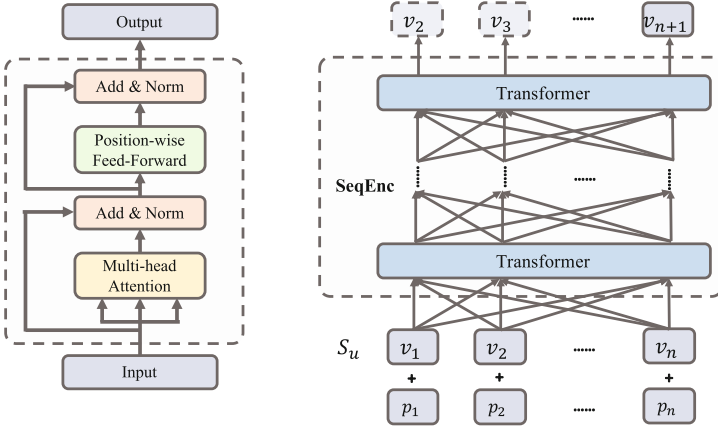 Output
Add & Norm
Position-wise
Feed-Forward
Add & Norm
Multi-head
Attention
Input
v₂ v₃ ...... vₙ₊₁
Transformer
SeqEnc ......
Transformer
Sᵤ v₁ v₂ ...... vₙ
+ + +
p₁ p₂ ...... pₙ